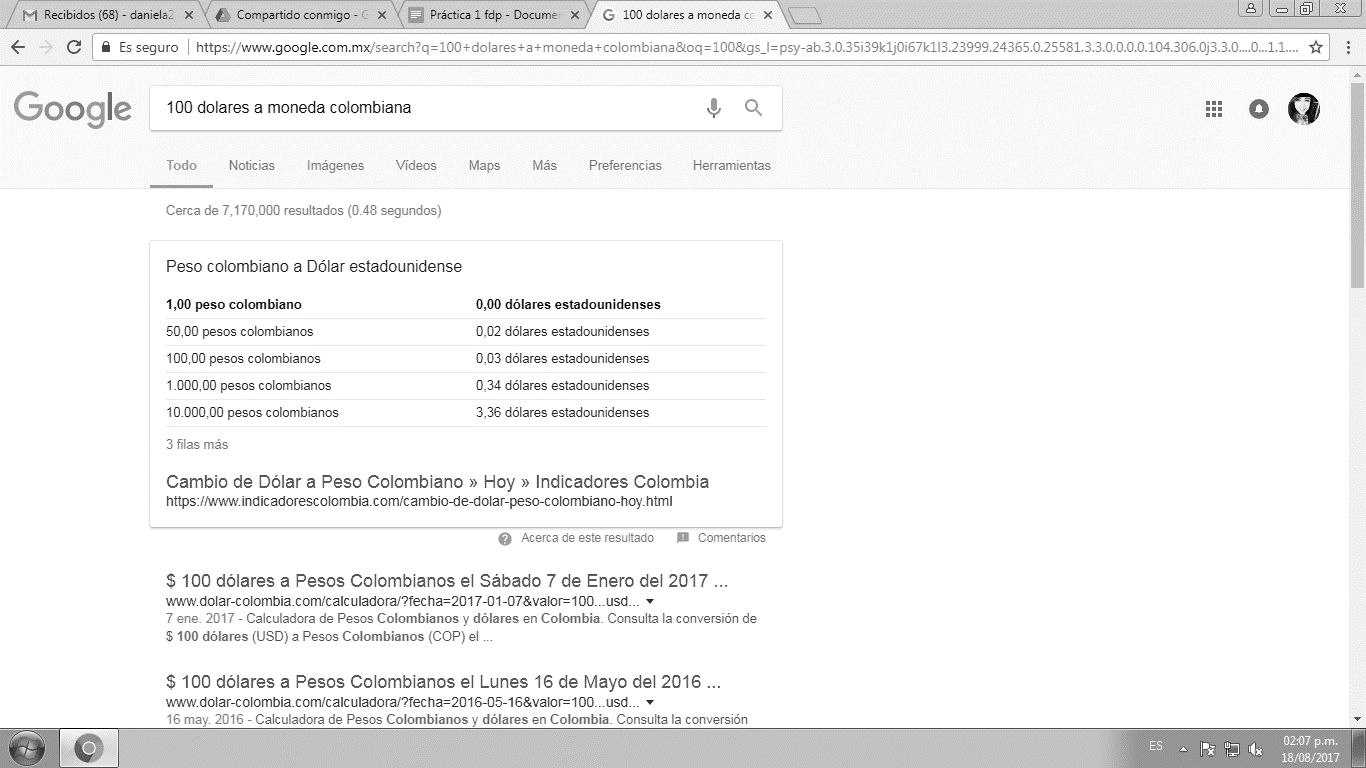 Recibidos (68) - daniela2
Compartido conmigo - G
Práctica 1 fdp - Documen
100 dolares a moneda co
Es seguro
https://www.google.com.mx/search?q=100+dolares+a+moneda+colombiana&oq=100&gs_l=psy-ab.3.0.35i39k1j0i67k1l3.23999.24365.0.25581.3.3.0.0.0.0.104.306.0j3.3.0....0...1.1....
Google
100 dolares a moneda colombiana
Todo Noticias Imágenes Vídeos Maps Más Preferencias Herramientas
Cerca de 7,170,000 resultados (0.48 segundos)
Peso colombiano a Dólar estadounidense
1,00 peso colombiano 0,00 dólares estadounidenses
50,00 pesos colombianos 0,02 dólares estadounidenses
100,00 pesos colombianos 0,03 dólares estadounidenses
1.000,00 pesos colombianos 0,34 dólares estadounidenses
10.000,00 pesos colombianos 3,36 dólares estadounidenses
3 filas más
Cambio de Dólar a Peso Colombiano » Hoy » Indicadores Colombia
https://www.indicadorescolombia.com/cambio-de-dolar-peso-colombiano-hoy.html
Acerca de este resultado Comentarios
$ 100 dólares a Pesos Colombianos el Sábado 7 de Enero del 2017 ...
www.dolar-colombia.com/calculadora/?fecha=2017-01-07&valor=100...usd...
7 ene. 2017 - Calculadora de Pesos Colombianos y dólares en Colombia. Consulta la conversión de
$ 100 dólares (USD) a Pesos Colombianos (COP) el ...
$ 100 dólares a Pesos Colombianos el Lunes 16 de Mayo del 2016 ...
www.dolar-colombia.com/calculadora/?fecha=2016-05-16&valor=100...usd...
16 may. 2016 - Calculadora de Pesos Colombianos y dólares en Colombia. Consulta la conversión
ES
02:07 p.m.
18/08/2017